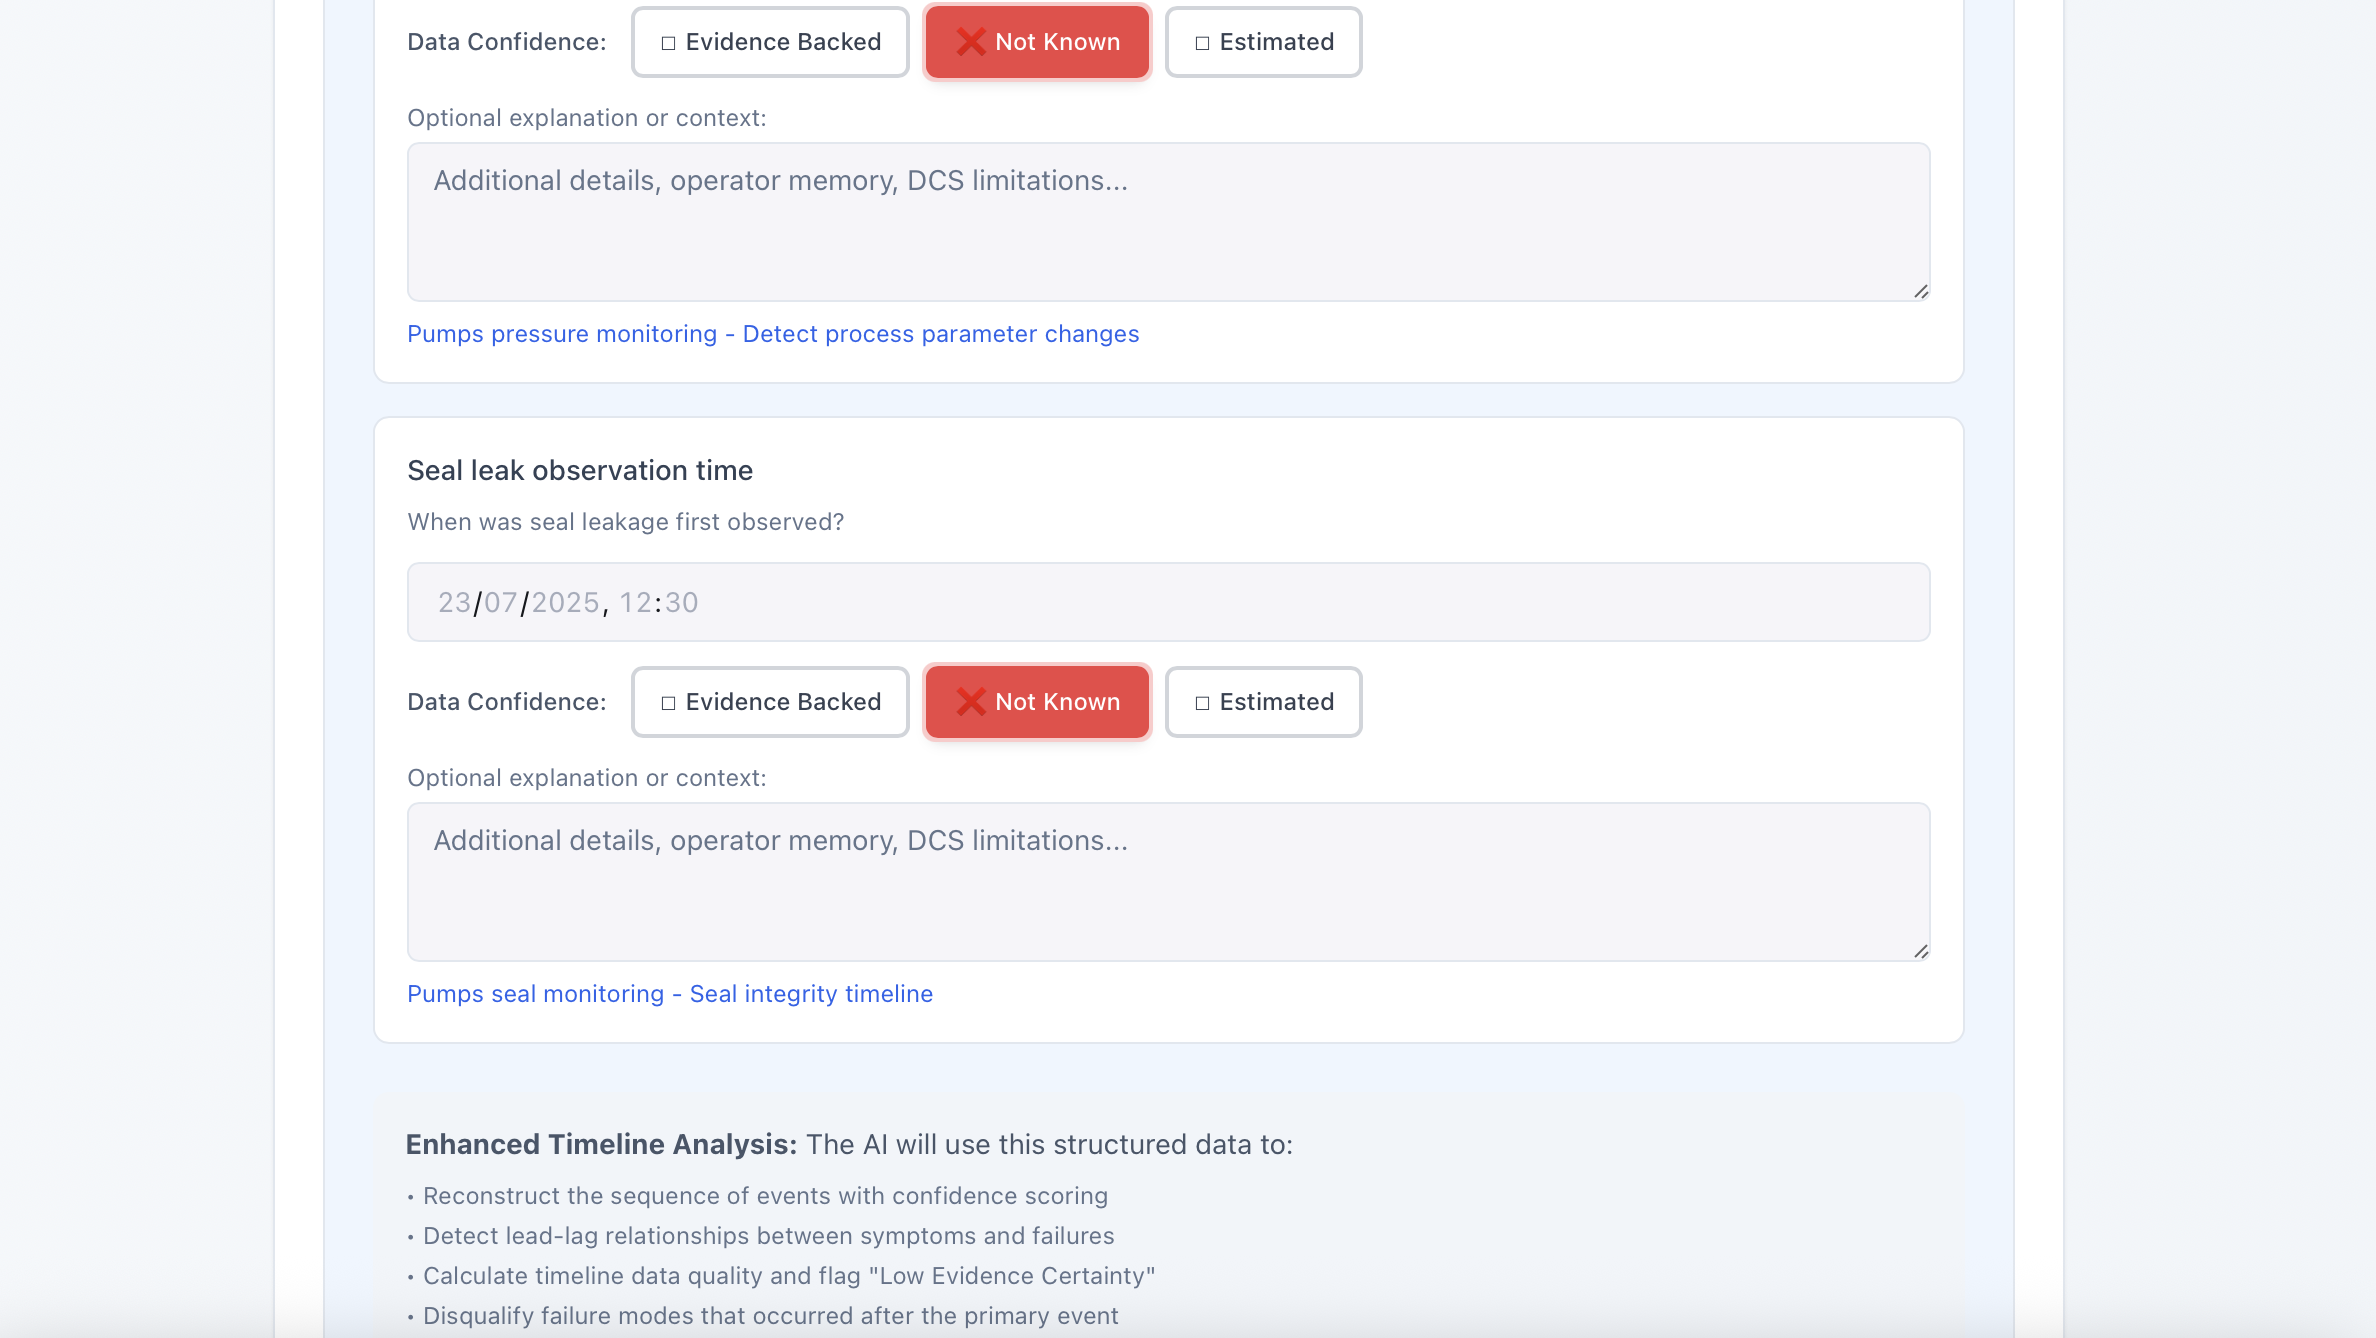 Data Confidence: □ Evidence Backed ❌ Not Known □ Estimated
Optional explanation or context:
Additional details, operator memory, DCS limitations...
Pumps pressure monitoring - Detect process parameter changes
Seal leak observation time
When was seal leakage first observed?
23/07/2025, 12:30
Data Confidence: □ Evidence Backed ❌ Not Known □ Estimated
Optional explanation or context:
Additional details, operator memory, DCS limitations...
Pumps seal monitoring - Seal integrity timeline
Enhanced Timeline Analysis: The AI will use this structured data to:
• Reconstruct the sequence of events with confidence scoring
• Detect lead-lag relationships between symptoms and failures
• Calculate timeline data quality and flag "Low Evidence Certainty"
• Disqualify failure modes that occurred after the primary event